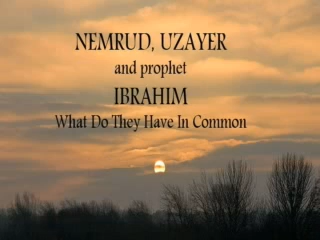 NEMRUD, UZAYER
and prophet
IBRAHIM
What Do They Have In Common